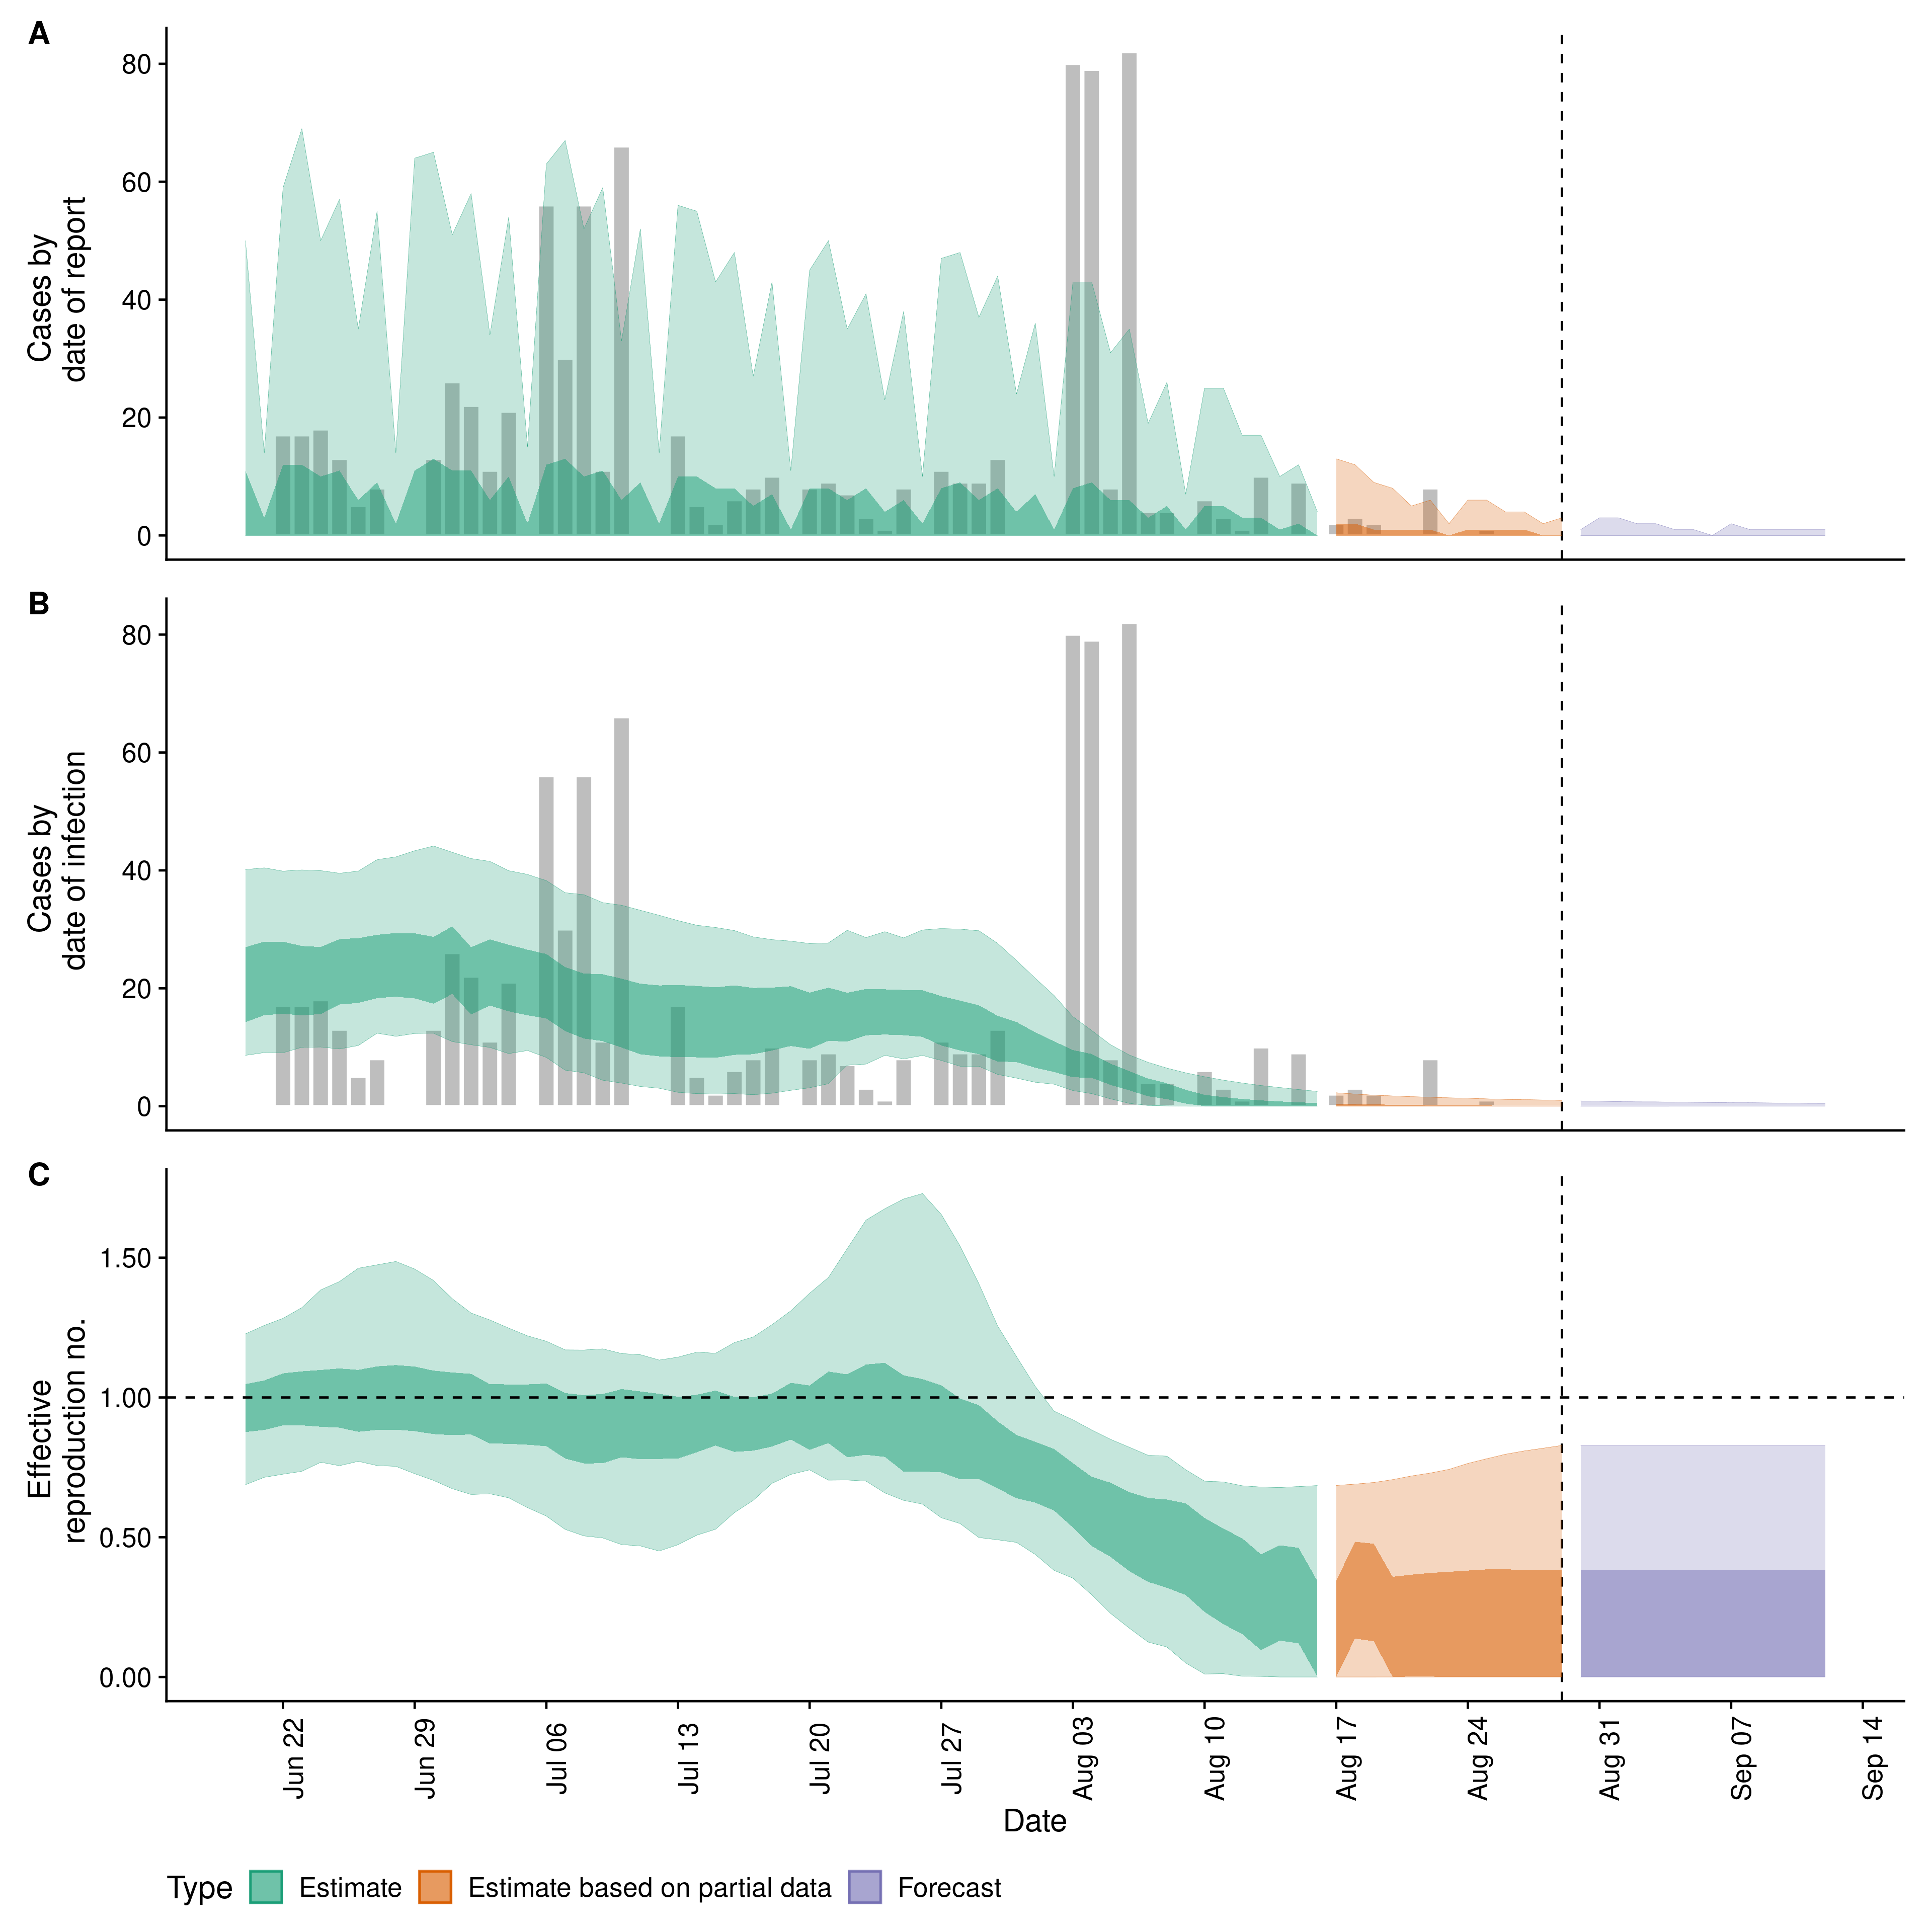 A
80
60
40
20
0
Cases by
date of report
B
80
60
40
20
0
Cases by
date of infection
C
1.50
1.00
0.50
0.00
Effective
reproduction no.
Jun 22
Jun 29
Jul 06
Jul 13
Jul 20
Jul 27
Aug 03
Aug 10
Aug 17
Aug 24
Aug 31
Sep 07
Sep 14
Date
Type Estimate Estimate based on partial data Forecast